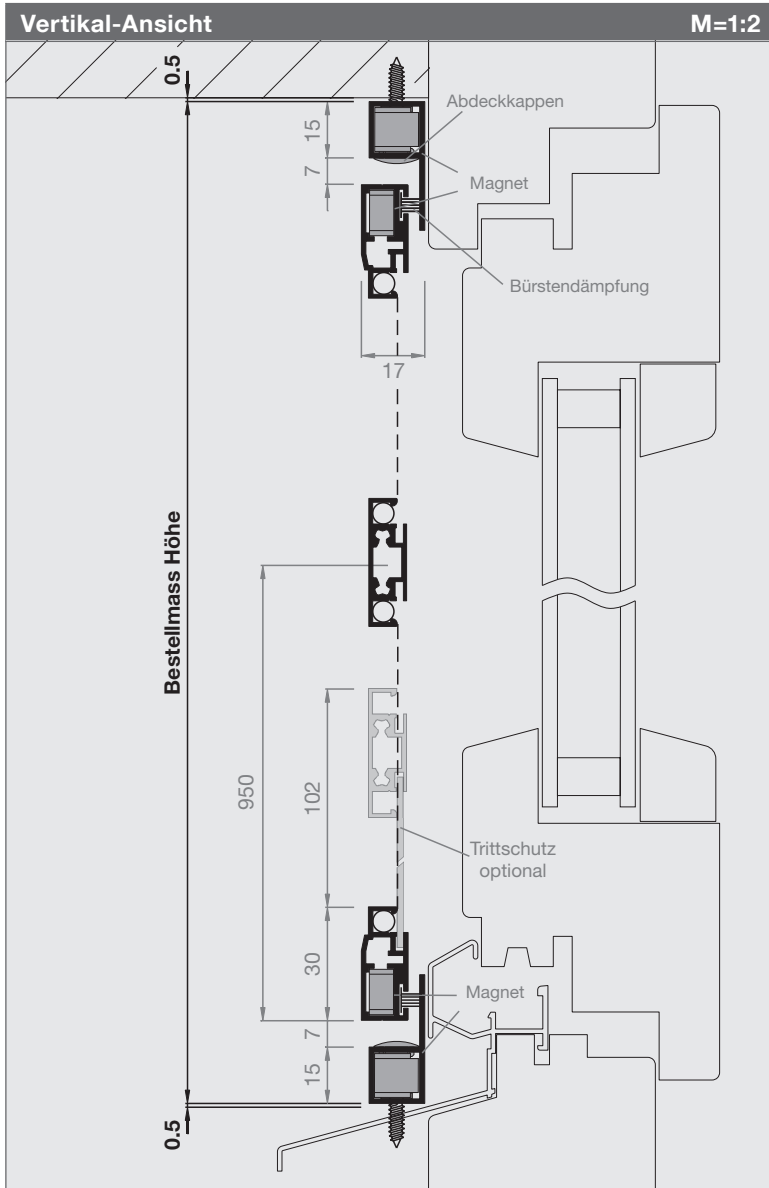 Vertikal-Ansicht M=1:2
0.5
Abdeckkappen
15
7
Magnet
Bürstendämpfung
17
Bestellmass Höhe
950
102
Trittschutz
optional
30
Magnet
7
15
0.5